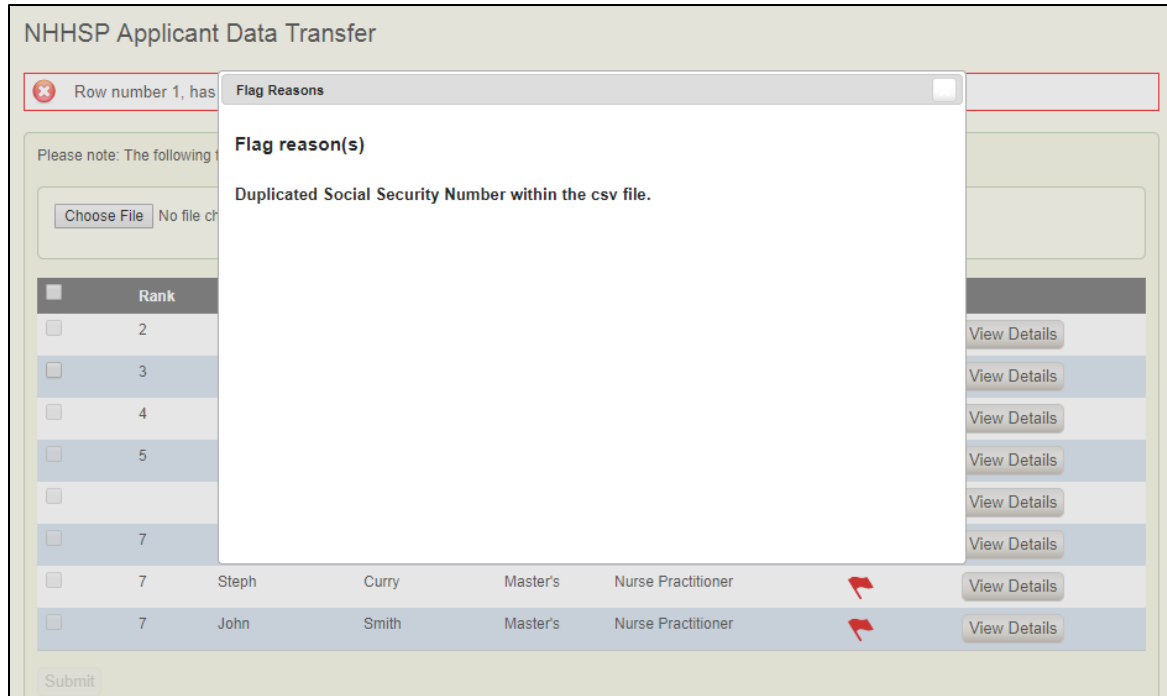 NHHSP Applicant Data Transfer
Row number 1, has
Flag Reasons
Please note: The following
Flag reason(s)
Duplicated Social Security Number within the csv file.
Choose File No file ch
Rank
2 View Details
3 View Details
4 View Details
5 View Details
View Details
7 View Details
7 Steph Curry Master's Nurse Practitioner View Details
7 John Smith Master's Nurse Practitioner View Details
Submit